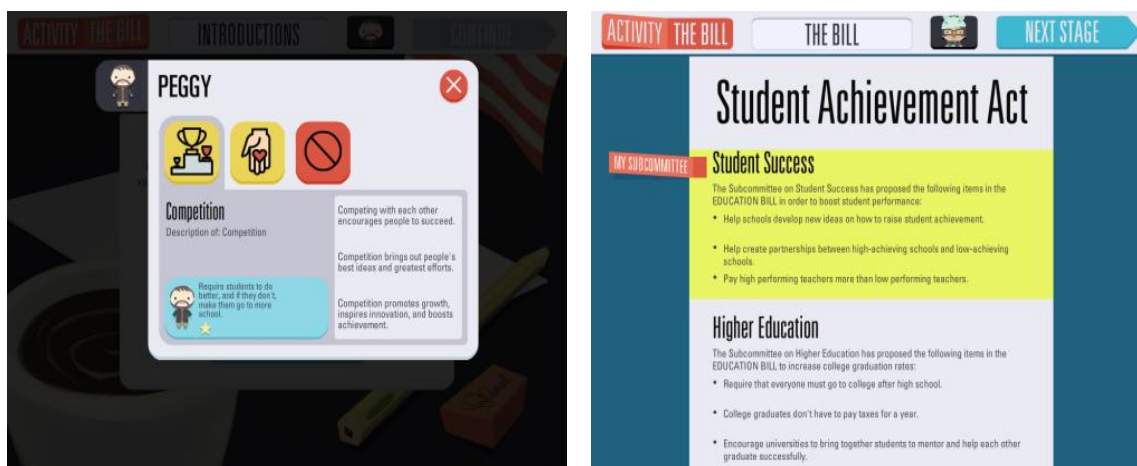 ACTIVITY THE BILL
INTRODUCTIONS
CONTINUE
PEGGY
Competition
Description of: Competition
Require students to do
better, and if they don't,
make them go to more
school.
Competing with each other
encourages people to succeed.
Competition brings out people's
best ideas and greatest efforts.
Competition promotes growth,
inspires innovation, and boosts
achievement.
ACTIVITY THE BILL
THE BILL
NEXT STAGE
Student Achievement Act
MY SUBCOMMITTEE
Student Success
The Subcommittee on Student Success has proposed the following items in the
EDUCATION BILL in order to boost student performance:
• Help schools develop new ideas on how to raise student achievement.
• Help create partnerships between high-achieving schools and low-achieving
schools.
• Pay high performing teachers more than low performing teachers.
Higher Education
The Subcommittee on Higher Education has proposed the following items in the
EDUCATION BILL to increase college graduation rates:
• Require that everyone must go to college after high school.
• College graduates don't have to pay taxes for a year.
• Encourage universities to bring together students to mentor and help each other
graduate successfully.